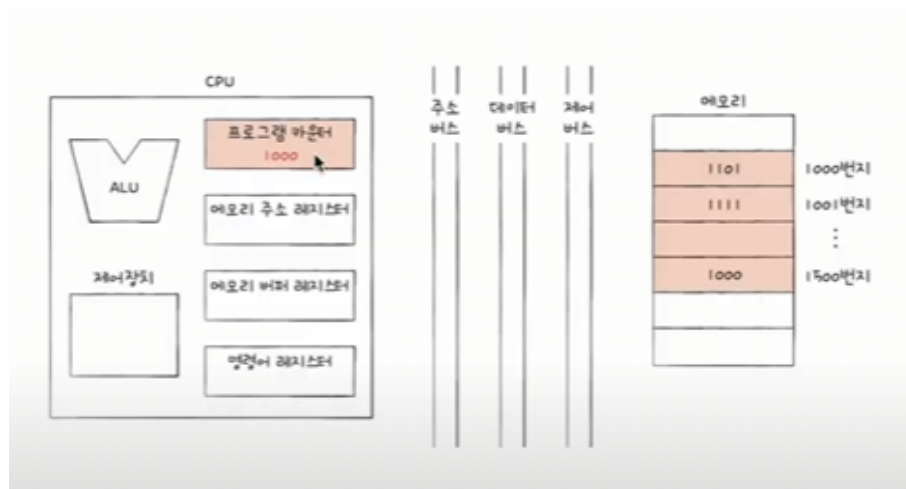 CPU
ALU
제어장치
프로그램 카운터
1000
메모리 주소 레지스터
메모리 버퍼 레지스터
명령어 레지스터
주소
버스
데이터
버스
제어
버스
메모리
1101 1000번지
1111 1001번지
⋮
1000 1500번지